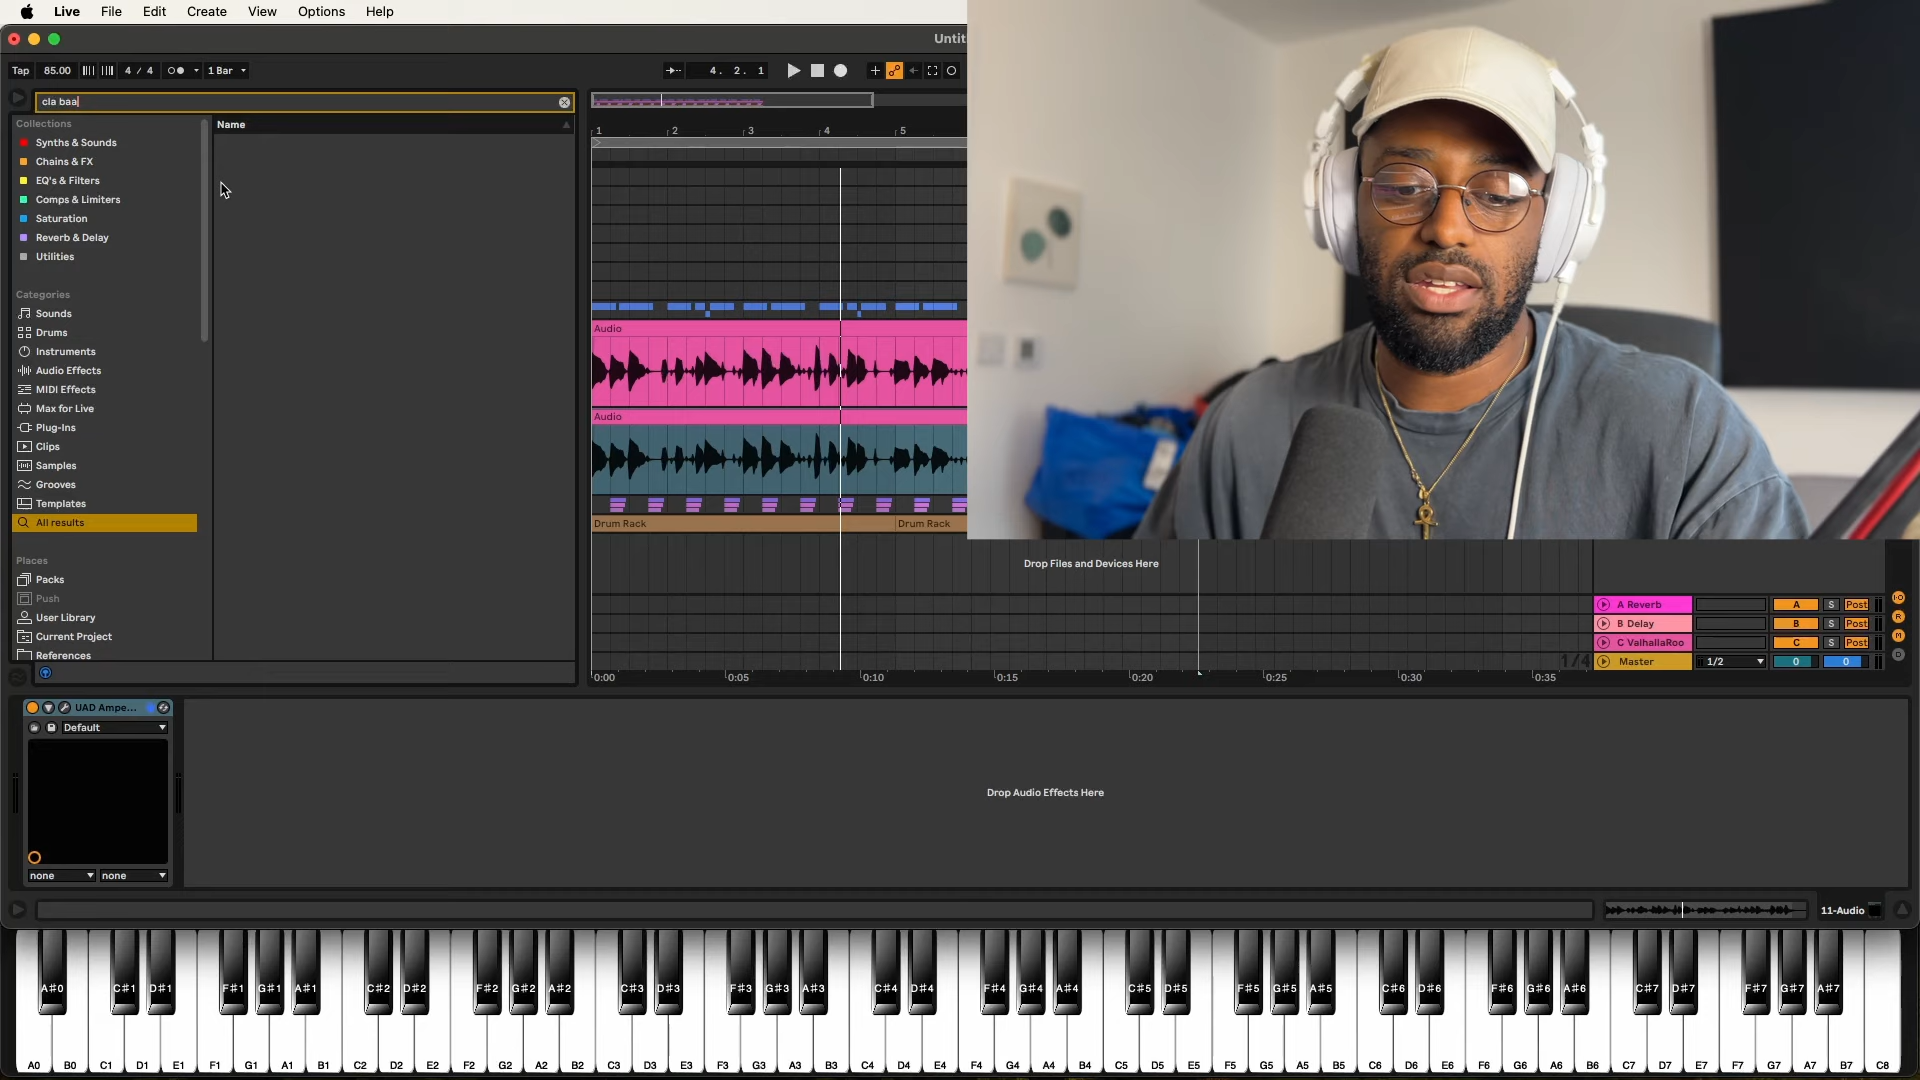 Live File Edit Create View Options Help
Untit
Tap 85.00 4 / 4 1 Bar 4. 2. 1
cla baa
Collections
Name
Synths & Sounds
Chains & FX
EQ's & Filters
Comps & Limiters
Saturation
Reverb & Delay
Utilities
Categories
Sounds
Drums
Instruments
Audio Effects
MIDI Effects
Max for Live
Plug-Ins
Clips
Samples
Grooves
Templates
All results
Places
Packs
Push
User Library
Current Project
References
1 2 3 4 5
Audio
Audio
Drum Rack Drum Rack
Drop Files and Devices Here
A Reverb A S Post
B Delay B S Post
C ValhallaRoo C S Post
1/4 Master 1/2 0 0
0:00 0:05 0:10 0:15 0:20 0:25 0:30 0:35
UAD Ampe...
Default
none none
Drop Audio Effects Here
11-Audio
A#0 C#1 D#1 F#1 G#1 A#1 C#2 D#2 F#2 G#2 A#2 C#3 D#3 F#3 G#3 A#3 C#4 D#4 F#4 G#4 A#4 C#5 D#5 F#5 G#5 A#5 C#6 D#6 F#6 G#6 A#6 C#7 D#7 F#7 G#7 A#7
A0 B0 C1 D1 E1 F1 G1 A1 B1 C2 D2 E2 F2 G2 A2 B2 C3 D3 E3 F3 G3 A3 B3 C4 D4 E4 F4 G4 A4 B4 C5 D5 E5 F5 G5 A5 B5 C6 D6 E6 F6 G6 A6 B6 C7 D7 E7 F7 G7 A7 B7 C8